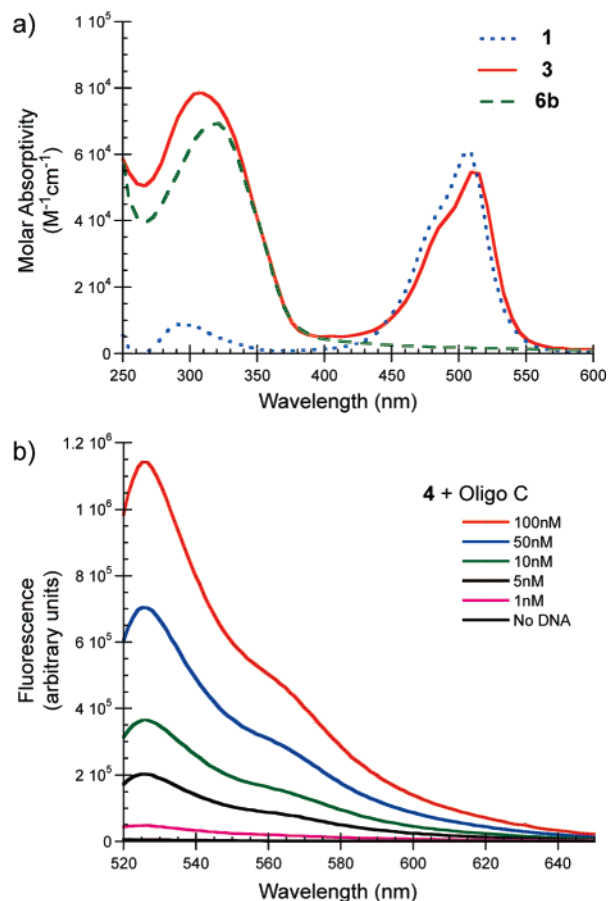 a)
1 10⁵
8 10⁴
6 10⁴
4 10⁴
2 10⁴
0
Molar Absorptivity
(M⁻¹cm⁻¹)
1
3
6b
250 300 350 400 450 500 550 600
Wavelength (nm)
b)
1.2 10⁶
1 10⁶
8 10⁵
6 10⁵
4 10⁵
2 10⁵
0
Fluorescence
(arbitrary units)
4 + Oligo C
100nM
50nM
10nM
5nM
1nM
No DNA
520 540 560 580 600 620 640
Wavelength (nm)